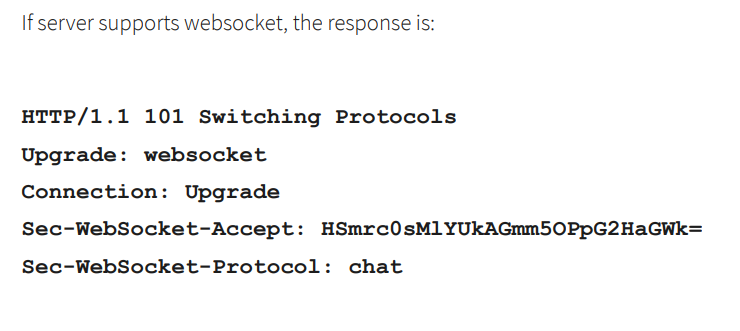 If server supports websocket, the response is:
HTTP/1.1 101 Switching Protocols
Upgrade: websocket
Connection: Upgrade
Sec-WebSocket-Accept: HSmrc0sMlYUkAGmm5OPpG2HaGWk=
Sec-WebSocket-Protocol: chat